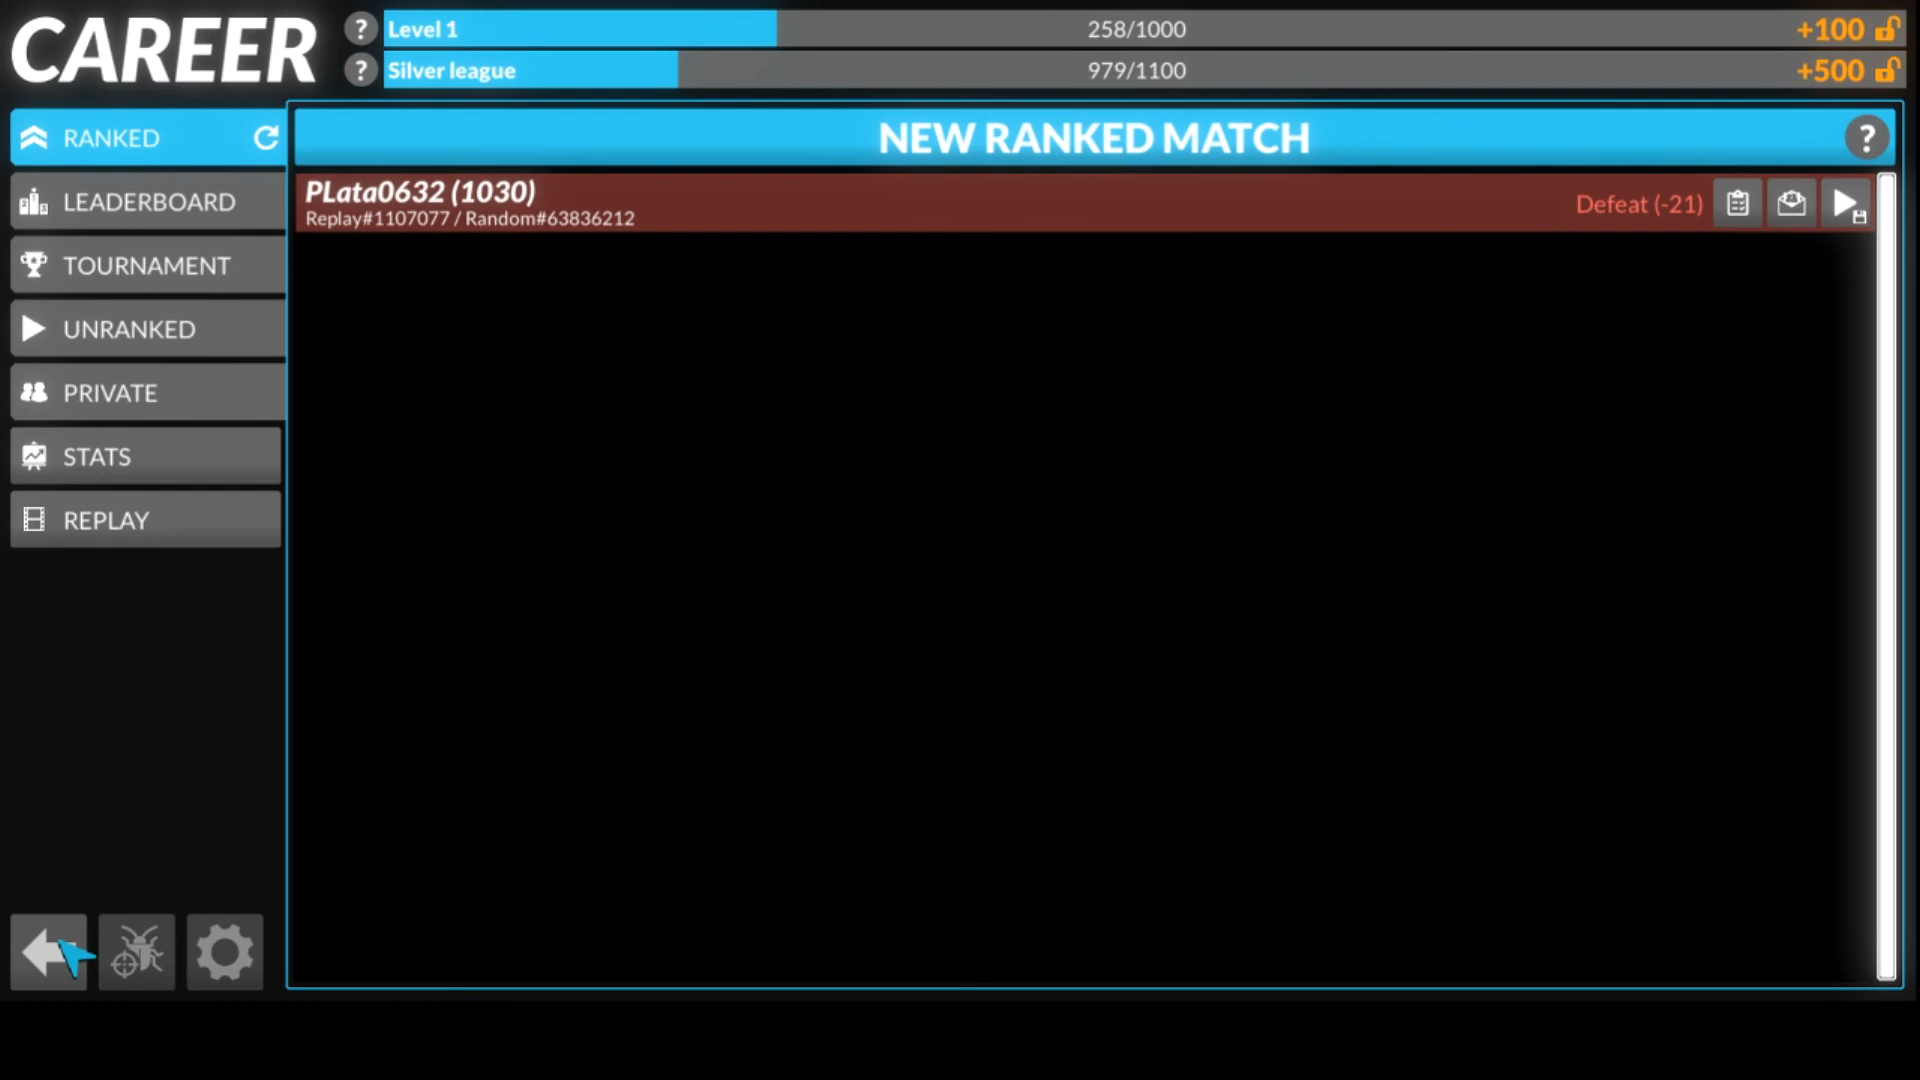 CAREER
? Level 1 258/1000 +100
? Silver league 979/1100 +500
RANKED
LEADERBOARD
TOURNAMENT
UNRANKED
PRIVATE
STATS
REPLAY
NEW RANKED MATCH ?
PLata0632 (1030)
Replay#1107077 / Random#63836212
Defeat (-21)